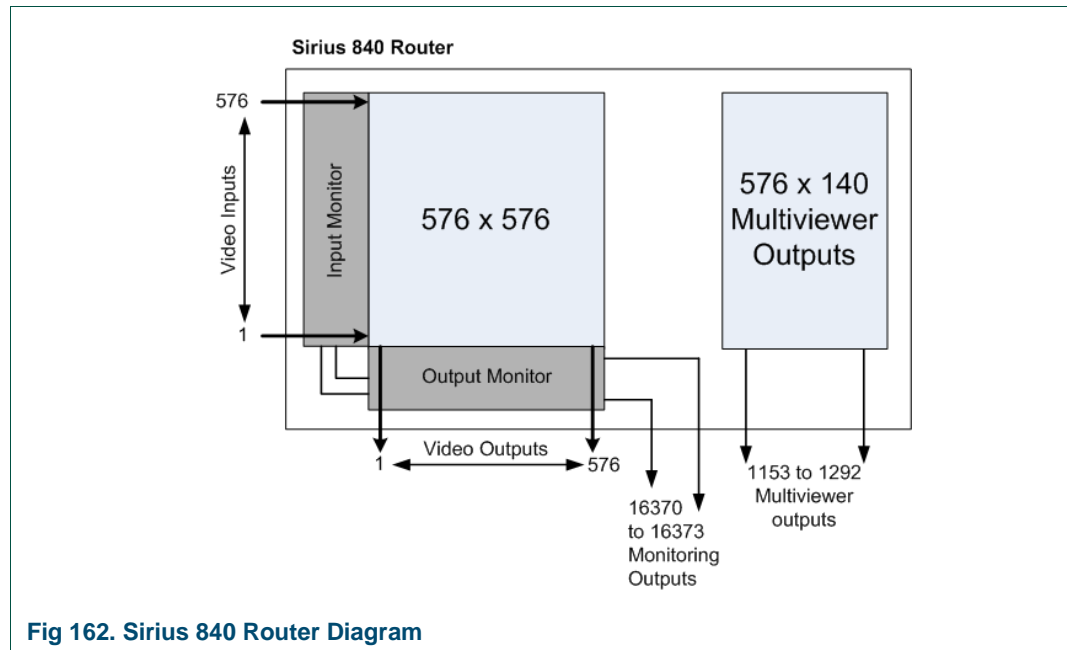 Sirius 840 Router
576
Video Inputs
1
Input Monitor
576 x 576
576 x 140
Multiviewer
Outputs
Output Monitor
1
Video Outputs
576
16370
to 16373
Monitoring
Outputs
1153 to 1292
Multiviewer
outputs
Fig 162. Sirius 840 Router Diagram